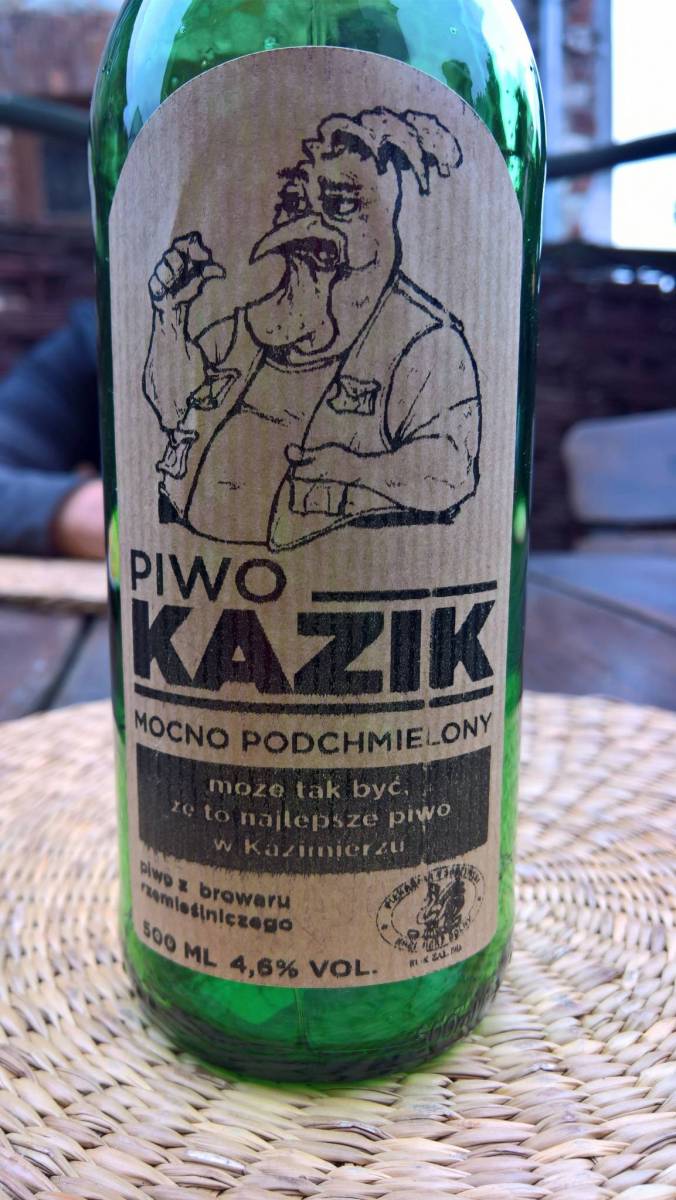 PIWO
KAZIK
MOCNO PODCHMIELONY
może tak być,
że to najlepsze piwo
w Kazimierzu
piwo z browaru
rzemieślniczego
500 ML 4,6% VOL.